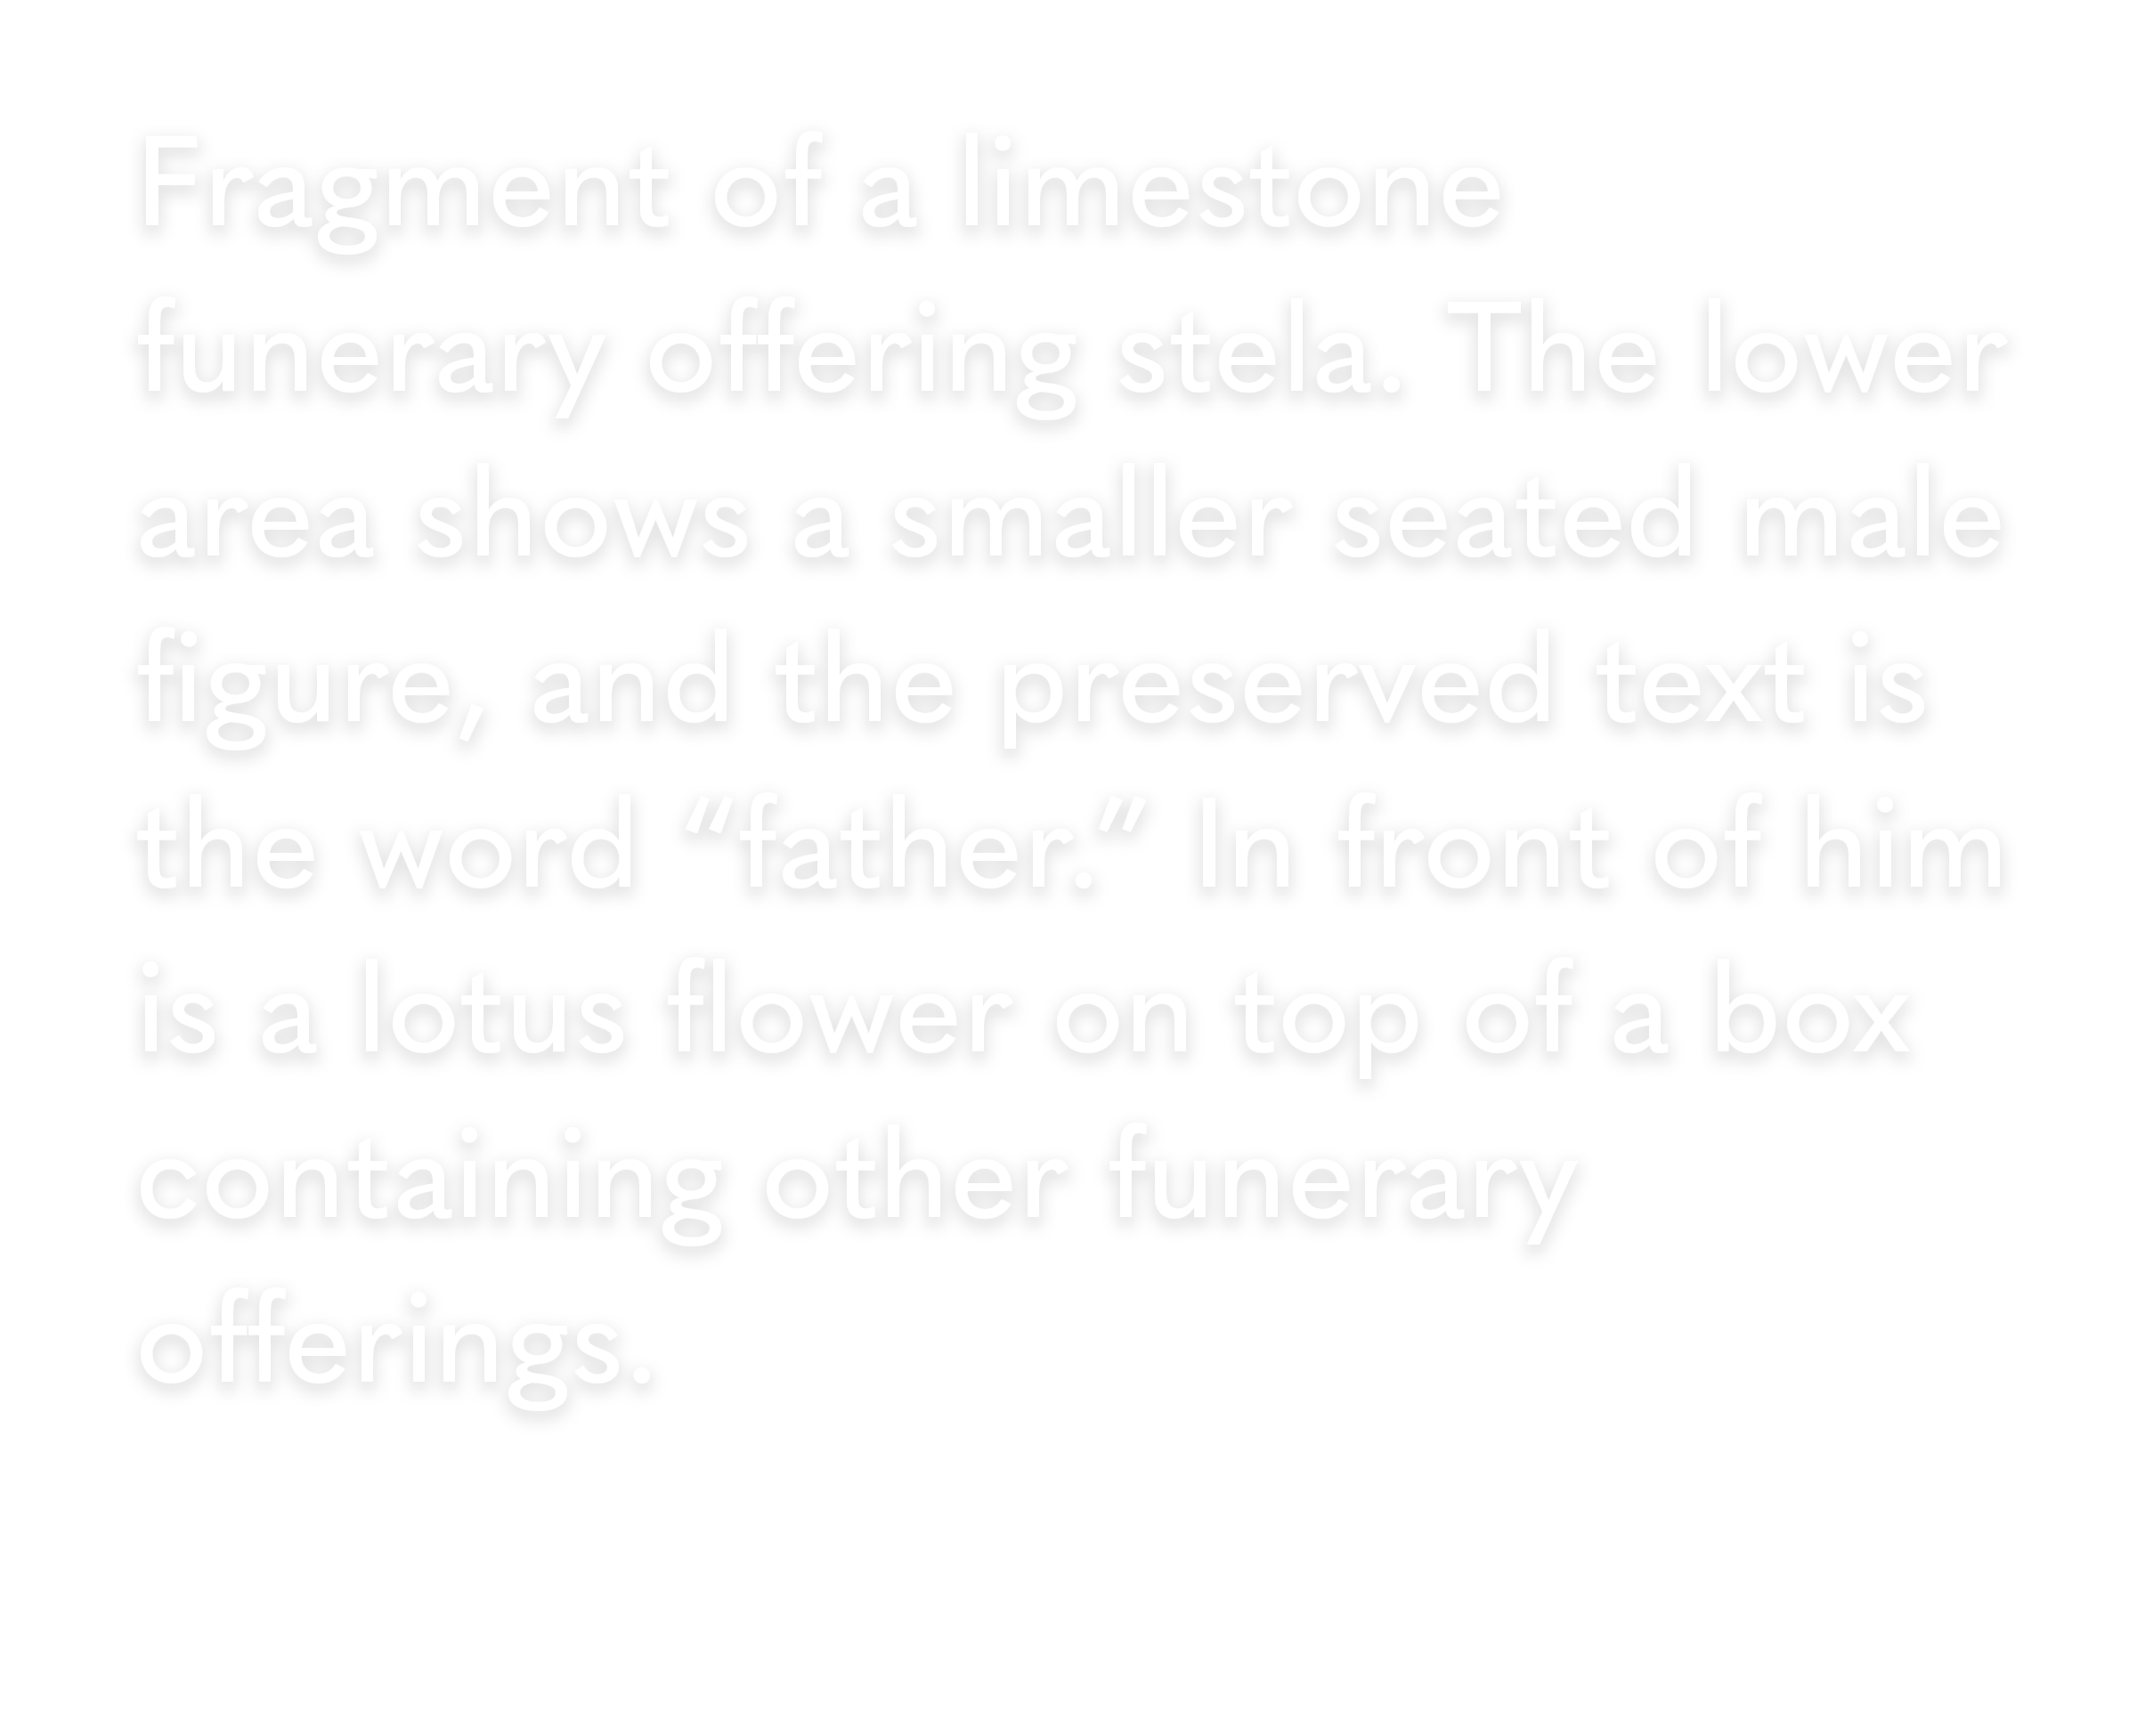 Fragment of a limestone
funerary offering stela. The lower
area shows a smaller seated male
figure, and the preserved text is
the word “father.” In front of him
is a lotus flower on top of a box
containing other funerary
offerings.